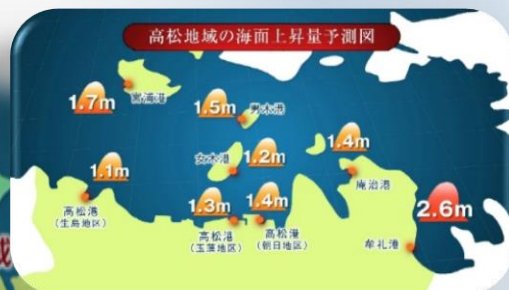 高松地域の海面上昇量予測図
1.7m
宮浦港
1.5m
男木港
1.4m
庵治港
女木港
1.2m
1.1m
高松港
(生島地区)
1.3m
高松港
(玉藻地区)
1.4m
高松港
(朝日地区)
2.6m
牟礼港